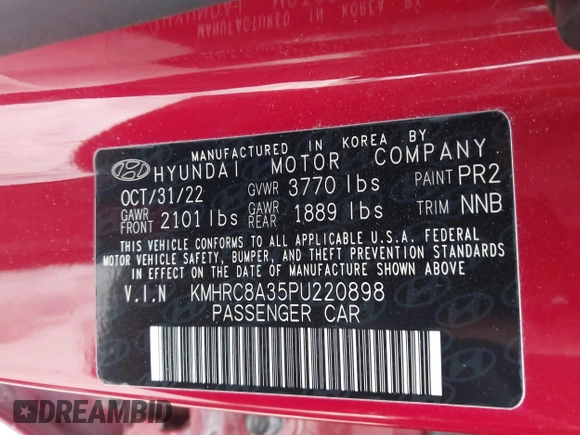 MANUFACTURED IN KOREA BY
HYUNDAI MOTOR COMPANY
OCT/31/22 GVWR 3770 lbs PAINT PR2
GAWR FRONT 2101 lbs GAWR REAR 1889 lbs TRIM NNB
THIS VEHICLE CONFORMS TO ALL APPLICABLE U.S.A. FEDERAL
MOTOR VEHICLE SAFETY, BUMPER, AND THEFT PREVENTION STANDARDS
IN EFFECT ON THE DATE OF MANUFACTURE SHOWN ABOVE.
V.I.N KMHRC8A35PU220898
PASSENGER CAR
DREAMBID